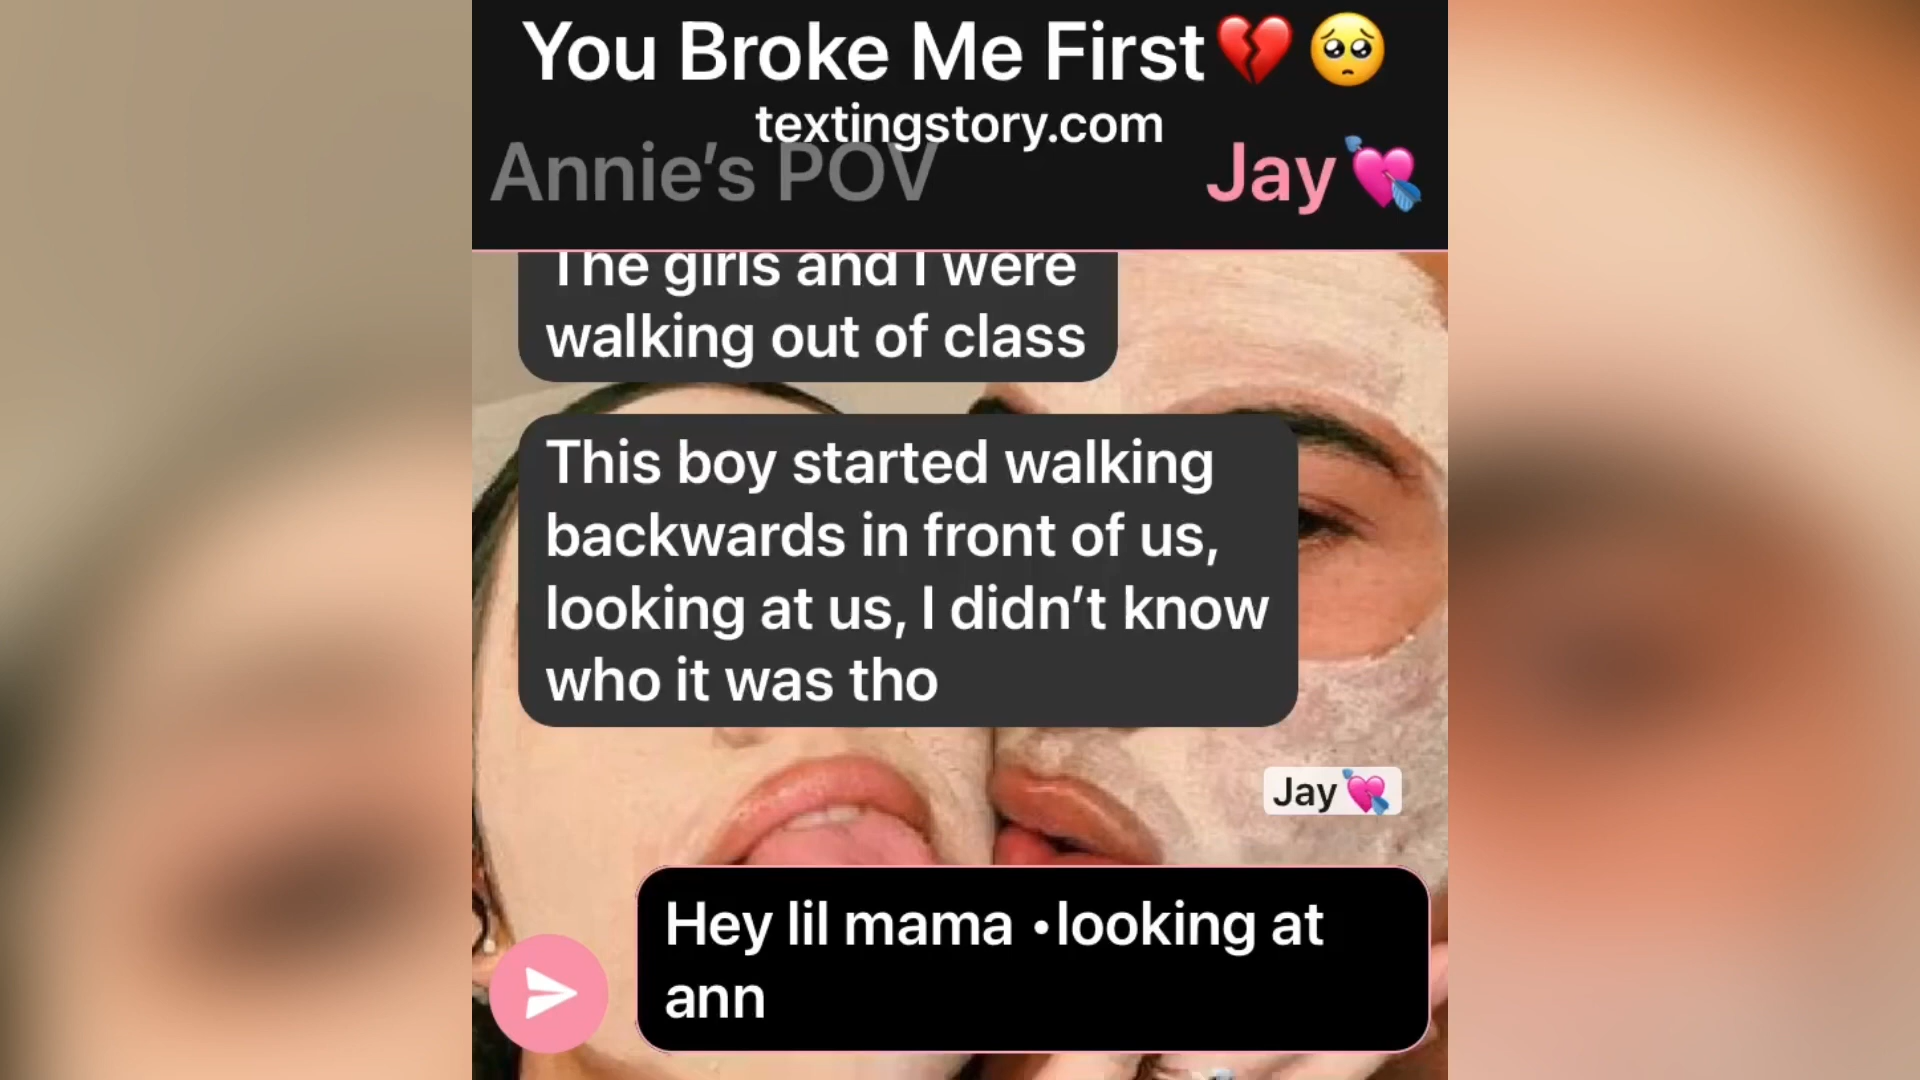 You Broke Me First💔🥺
textingstory.com
Annie’s POV
Jay💘
The girls and I were
walking out of class
This boy started walking
backwards in front of us,
looking at us, I didn’t know
who it was tho
Jay💘
Hey lil mama •looking at
ann